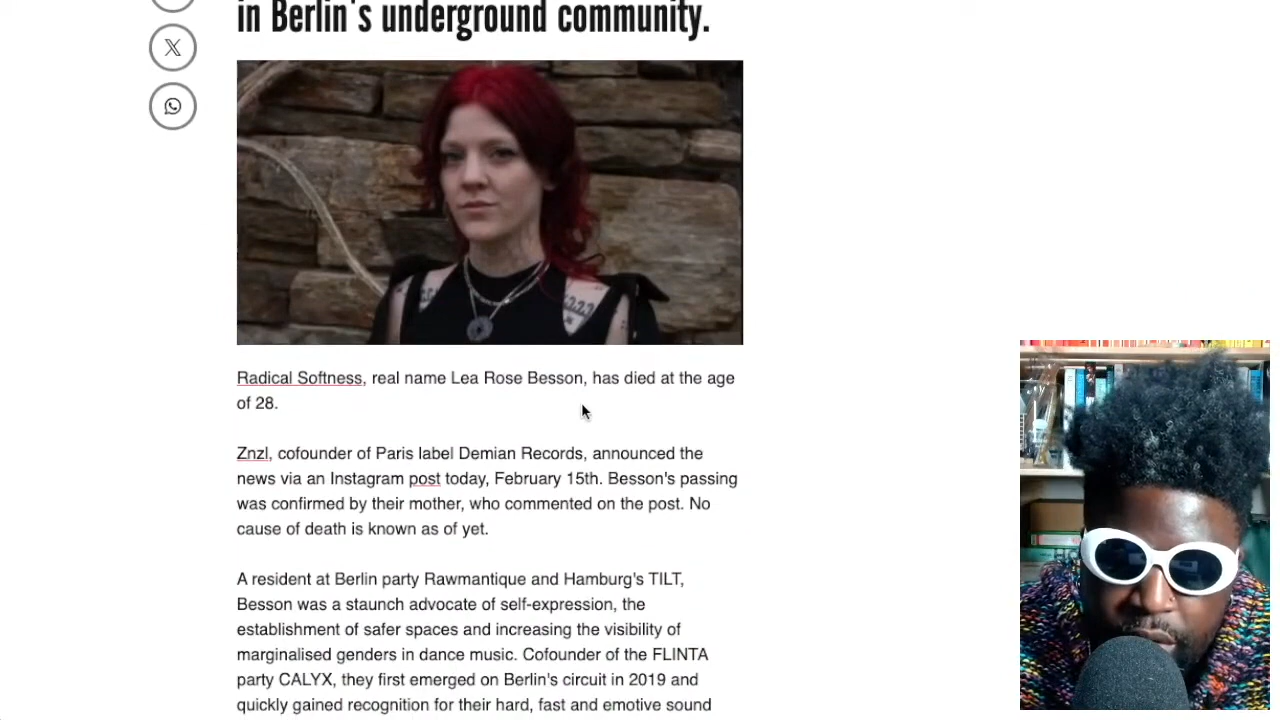 in Berlin's underground community.
Radical Softness, real name Lea Rose Besson, has died at the age
of 28.
Znzl, cofounder of Paris label Demian Records, announced the
news via an Instagram post today, February 15th. Besson's passing
was confirmed by their mother, who commented on the post. No
cause of death is known as of yet.
A resident at Berlin party Rawmantique and Hamburg's TILT,
Besson was a staunch advocate of self-expression, the
establishment of safer spaces and increasing the visibility of
marginalised genders in dance music. Cofounder of the FLINTA
party CALYX, they first emerged on Berlin's circuit in 2019 and
quickly gained recognition for their hard, fast and emotive sound